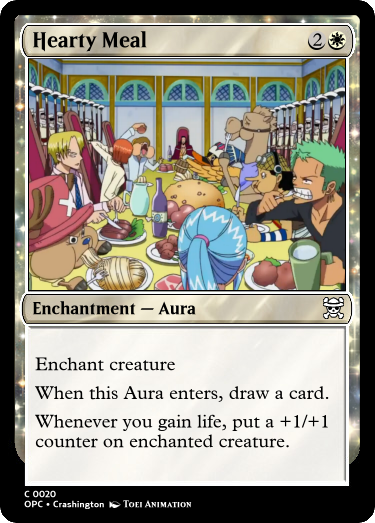 Hearty Meal 2
Enchantment — Aura
Enchant creature
When this Aura enters, draw a card.
Whenever you gain life, put a +1/+1
counter on enchanted creature.
C 0020
OPC • Crashington TOEI ANIMATION